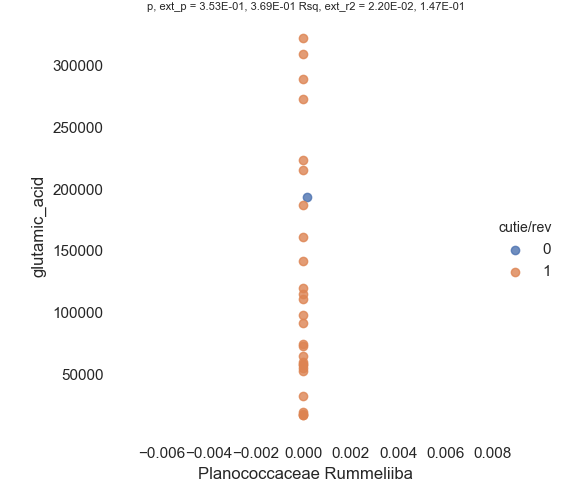 p, ext_p = 3.53E-01, 3.69E-01 Rsq, ext_r2 = 2.20E-02, 1.47E-01
300000
250000
200000
150000
100000
50000
glutamic_acid
cutie/rev
0
1
−0.006 −0.004 −0.002 0.000 0.002 0.004 0.006 0.008
Planococcaceae Rummeliiba